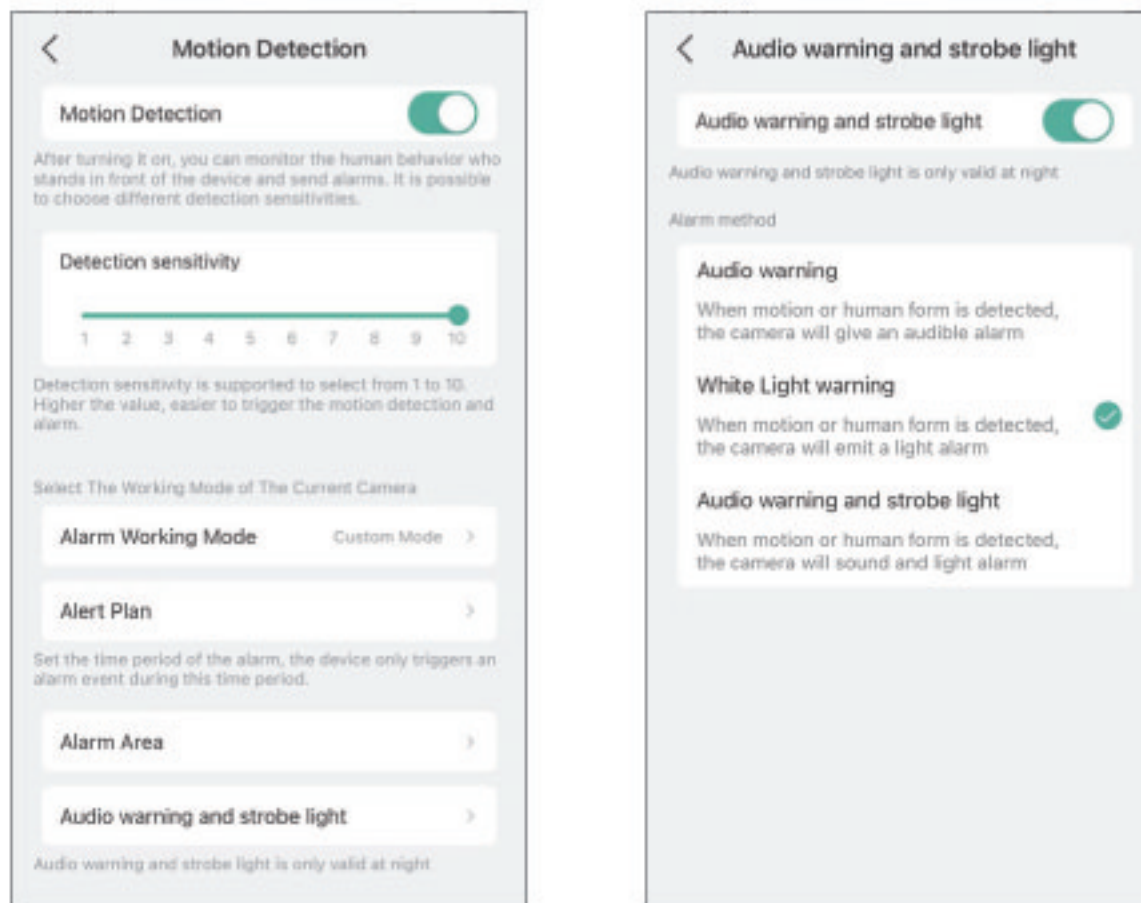 Motion Detection
Motion Detection
After turning it on, you can monitor the human behavior who
stands in front of the device and send alarms. It is possible
to choose different detection sensitivities.
Detection sensitivity
1 2 3 4 5 6 7 8 9 10
Detection sensitivity is supported to select from 1 to 10.
Higher the value, easier to trigger the motion detection and
alarm.
Select The Working Mode of The Current Camera
Alarm Working Mode Custom Mode
Alert Plan
Set the time period of the alarm, the device only triggers an
alarm event during this time period.
Alarm Area
Audio warning and strobe light
Audio warning and strobe light is only valid at night
Audio warning and strobe light
Audio warning and strobe light
Audio warning and strobe light is only valid at night
Alarm method
Audio warning
When motion or human form is detected,
the camera will give an audible alarm
White Light warning
When motion or human form is detected,
the camera will emit a light alarm
Audio warning and strobe light
When motion or human form is detected,
the camera will sound and light alarm